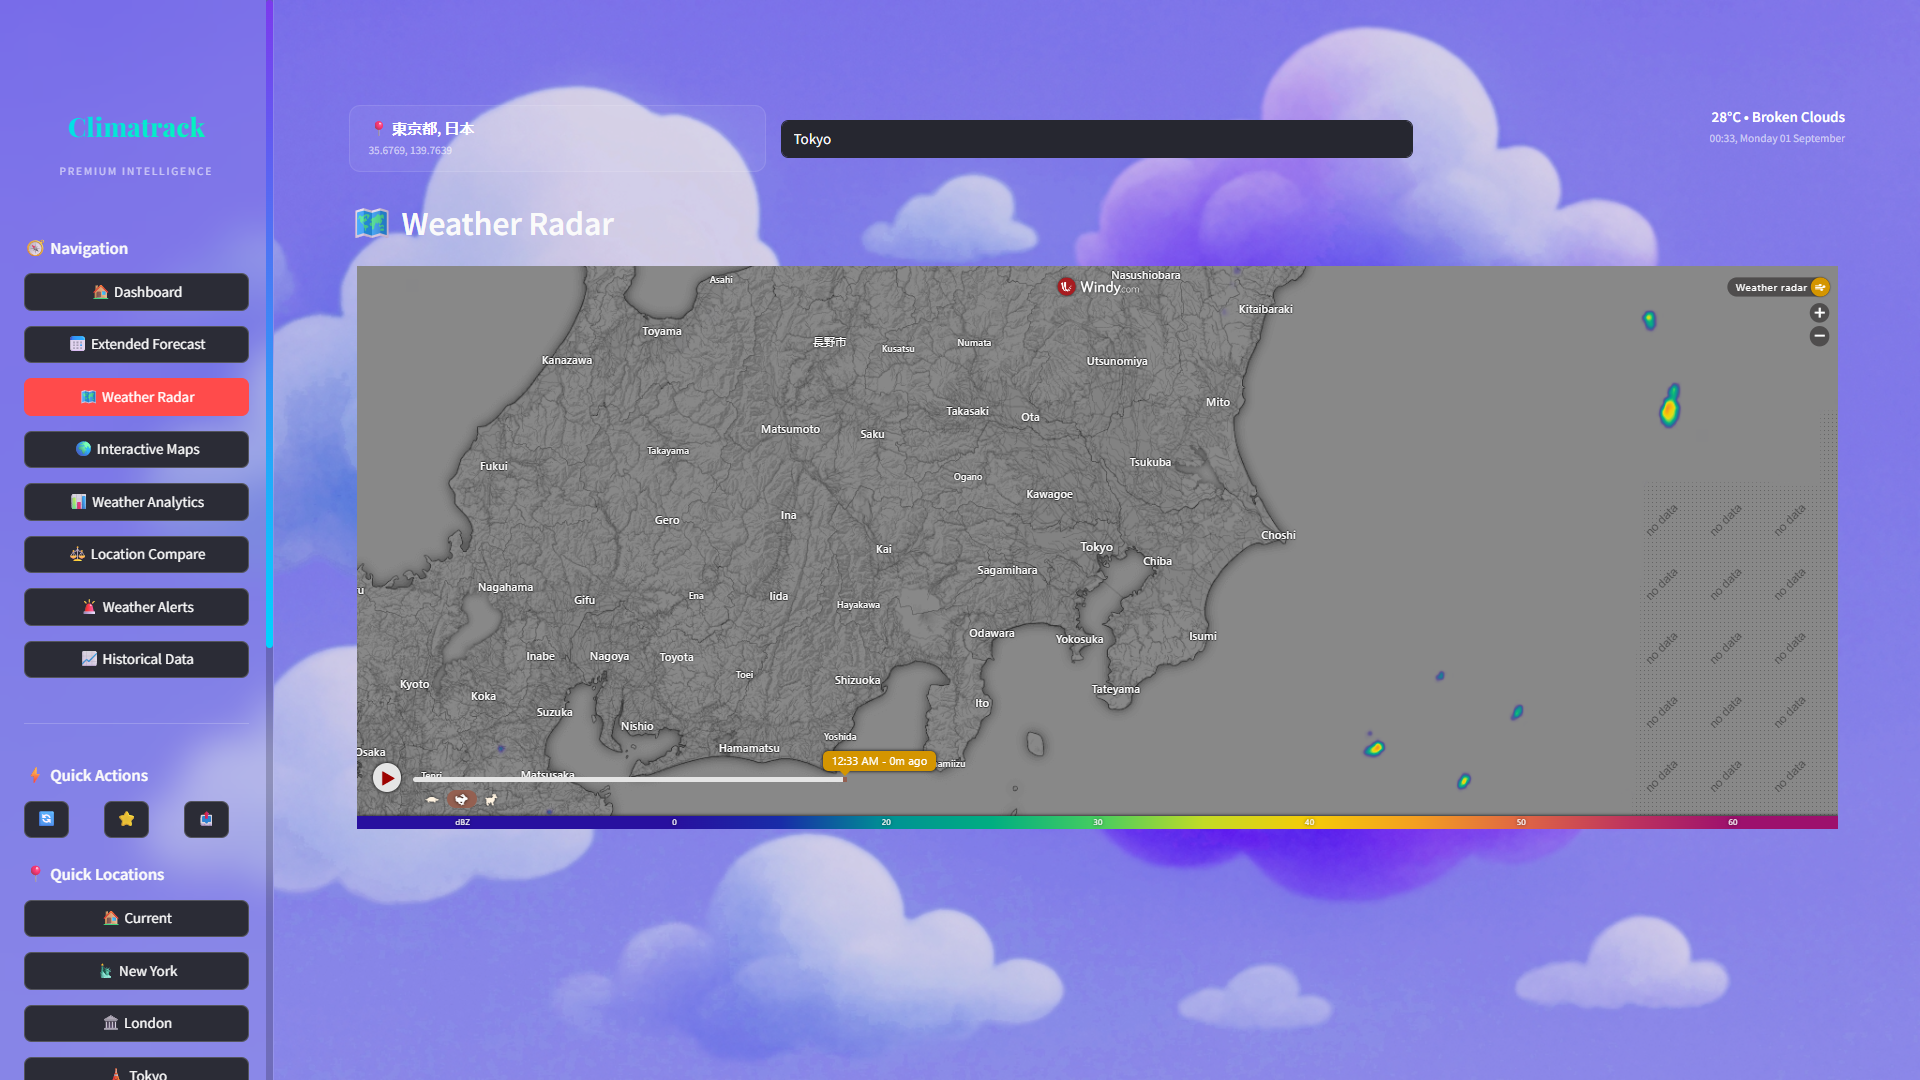 Climatrack
PREMIUM INTELLIGENCE
Navigation
Dashboard
Extended Forecast
Weather Radar
Interactive Maps
Weather Analytics
Location Compare
Weather Alerts
Historical Data
Quick Actions
Quick Locations
Current
New York
London
Tokyo
東京都, 日本
35.6769, 139.7639
Tokyo
28°C • Broken Clouds
00:33, Monday 01 September
Weather Radar
Asahi
Nasushiobara
Windy.com
Weather radar
Kitaibaraki
Toyama
長野市
Kusatsu
Numata
Kanazawa
Utsunomiya
Mito
Takasaki
Ota
Matsumoto
Saku
Takayama
Fukui
Tsukuba
Ogano
Kawagoe
Gero
Ina
Choshi
Kai
Tokyo
Chiba
Sagamihara
Nagahama
Gifu
Ena
Iida
Hayakawa
Odawara
Yokosuka
Isumi
Inabe
Nagoya
Toyota
Toei
Shizuoka
Kyoto
Koka
Tateyama
Suzuka
Ito
Nishio
Yoshida
Hamamatsu
Osaka
12:33 AM - 0m ago
amiizu
Tenri
Matsusaka
no data no data no data
no data no data no data
no data no data no data
no data no data no data
no data no data no data
dBZ 0 20 30 40 50 60